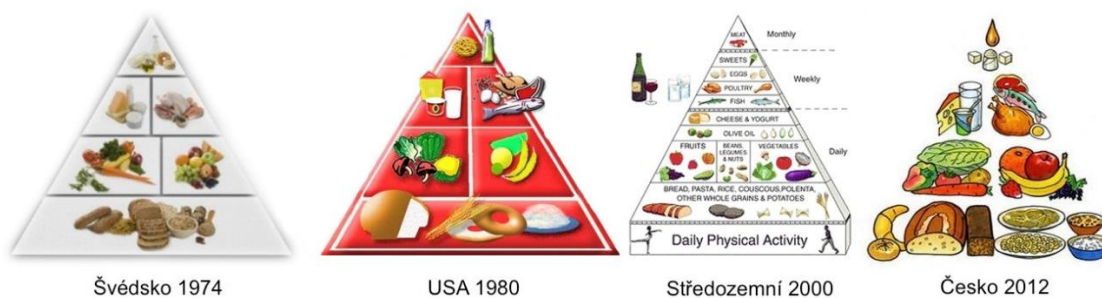 MEAT
Monthly
SWEETS
EGGS
Weekly
POULTRY
FISH
CHEESE & YOGURT
OLIVE OIL
Daily
FRUITS
BEANS,
LEGUMES
& NUTS
VEGETABLES
BREAD, PASTA, RICE, COUSCOUS, POLENTA,
OTHER WHOLE GRAINS & POTATOES
Daily Physical Activity
Švédsko 1974
USA 1980
Středozemní 2000
Česko 2012